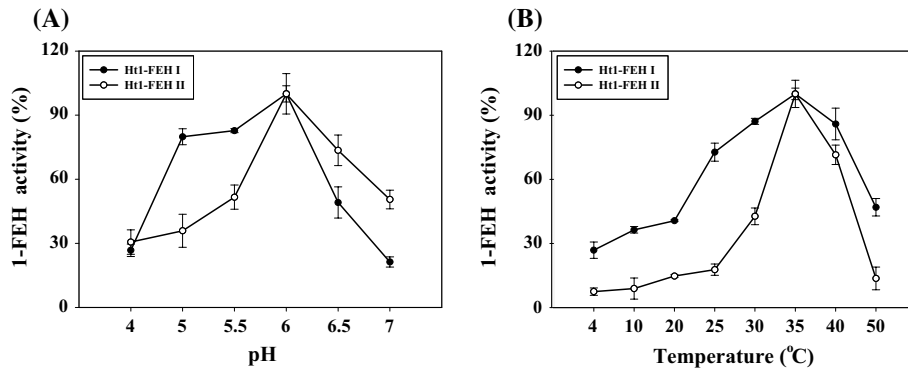 (A)
120
90
60
30
0
1-FEH activity (%)
Ht1-FEH I
Ht1-FEH II
4 5 5.5 6 6.5 7
pH
(B)
120
90
60
30
0
1-FEH activity (%)
Ht1-FEH I
Ht1-FEH II
4 10 20 25 30 35 40 50
Temperature (°C)